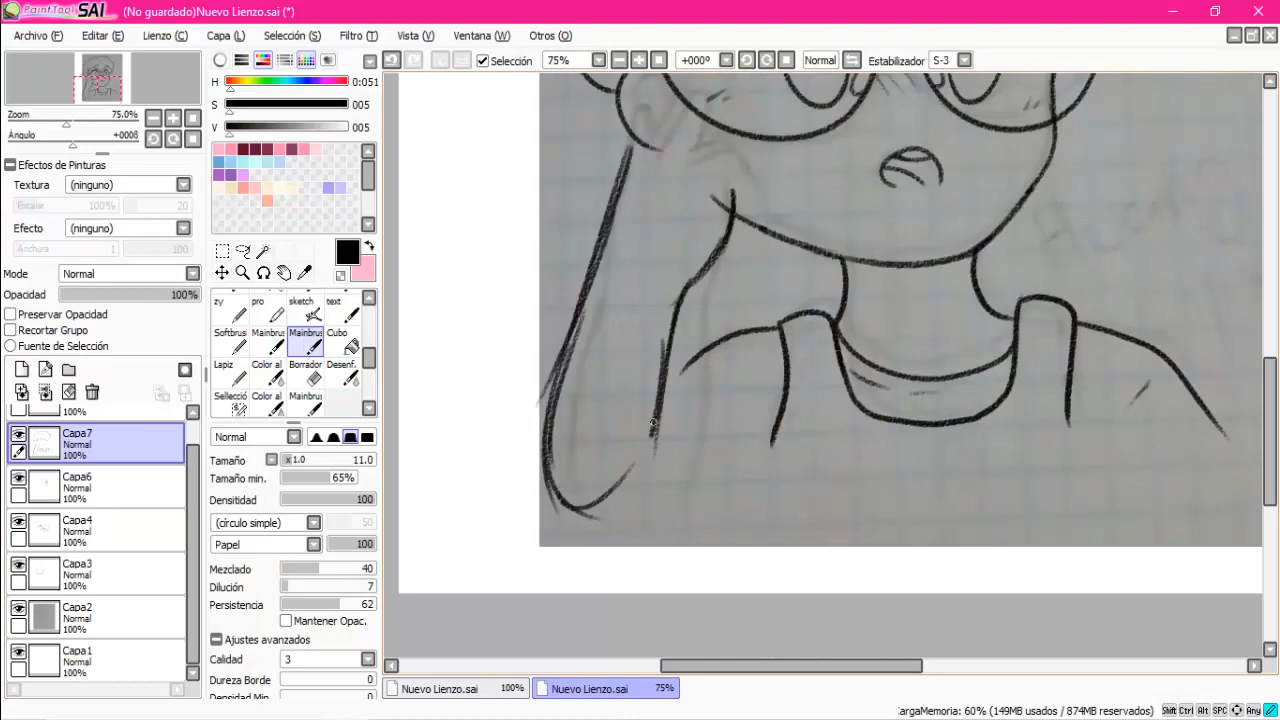 PaintTool SAI (No guardado)Nuevo Lienzo.sai (*)
Archivo (F) Editar (E) Lienzo (C) Capa (L) Selección (S) Filtro (T) Vista (V) Ventana (W) Otros (O)
Selección 75% +000º Normal Estabilizador S-3
H 0:051
S 005
V 005
Zoom 75.0%
Ángulo +0008
Efectos de Pinturas
Textura (ninguno)
Escalar 100% 20
Efecto (ninguno)
Anchura 1 100
Modo Normal
Opacidad 100%
Preservar Opacidad
Recortar Grupo
Fuente de Selección
100%
Capa7
Normal
100%
Capa6
Normal
100%
Capa4
Normal
100%
Capa3
Normal
100%
Capa2
Normal
100%
Capa1
Normal
100%
zy pro sketch text
Softbrus Mainbrus Mainbrus Cubo
Lapiz Color al Borrador Desenf.
Selecció Color al Mainbrus
Normal
Tamaño x1.0 11.0
Tamaño min. 65%
Densitidad 100
(círculo simple) 50
Papel 100
Mezclado 40
Dilución 7
Persistencia 62
Mantener Opac.
Ajustes avanzados
Calidad 3
Dureza Borde 0
Densidad Min. 0
Nuevo Lienzo.sai 100% Nuevo Lienzo.sai 75%
CargaMemoria: 60% (149MB usados / 874MB reservados) Shift Ctrl Alt SPC Any